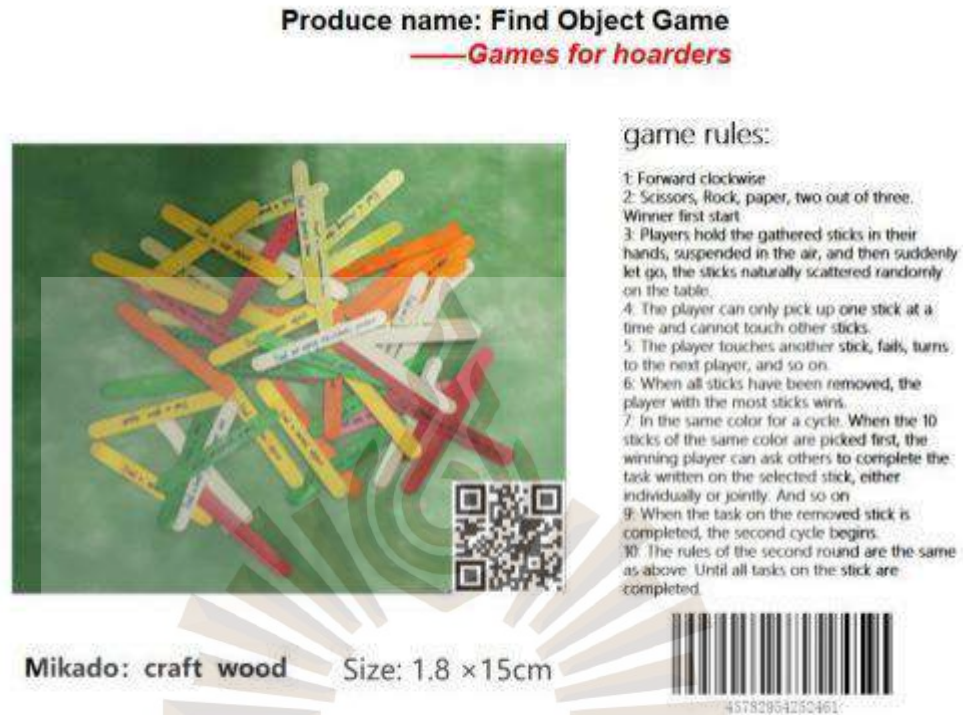 Produce name: Find Object Game
——Games for hoarders
game rules:
1: Forward clockwise
2: Scissors, Rock, paper, two out of three.
Winner first start
3: Players hold the gathered sticks in their
hands, suspended in the air, and then suddenly
let go, the sticks naturally scattered randomly
on the table.
4: The player can only pick up one stick at a
time and cannot touch other sticks.
5: The player touches another stick, fails, turns
to the next player, and so on.
6: When all sticks have been removed, the
player with the most sticks wins.
7: In the same color for a cycle. When the 10
sticks of the same color are picked first, the
winning player can ask others to complete the
task written on the selected stick, either
individually or jointly. And so on
9: When the task on the removed stick is
completed, the second cycle begins.
10: The rules of the second round are the same
as above. Until all tasks on the stick are
completed.
Mikado: craft wood
Size: 1.8 ×15cm
45782954252461